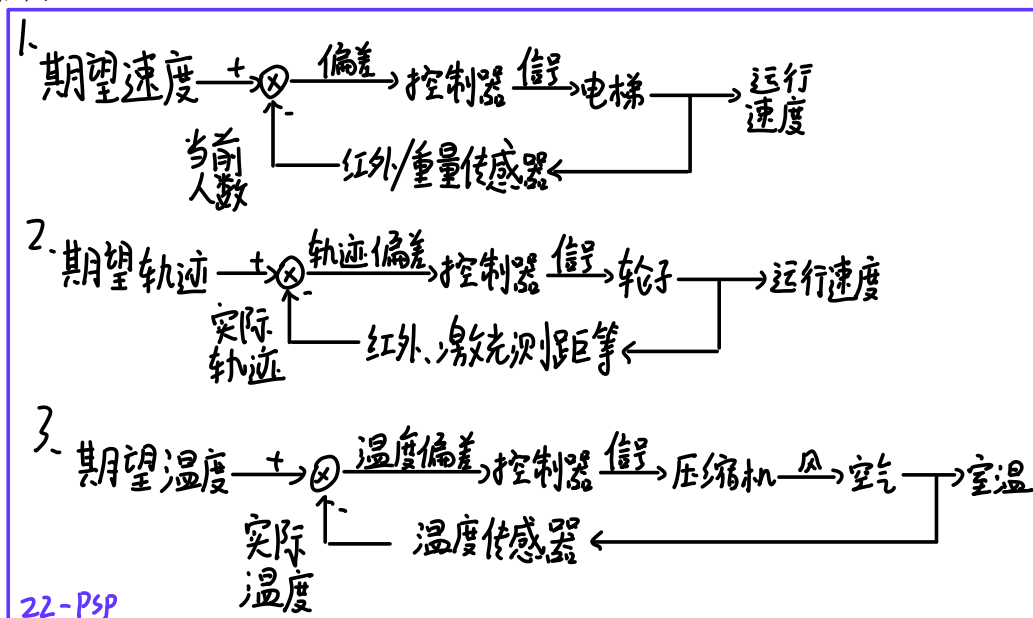 1. 期望速度 + 偏差 控制器 信号 电梯 运行速度
- 当前人数 红外/重量传感器
2. 期望轨迹 + 轨迹偏差 控制器 信号 轮子 运行速度
- 实际轨迹 红外、激光测距等
3. 期望温度 + 温度偏差 控制器 信号 压缩机 风 空气 室温
- 实际温度 温度传感器
22-PSP